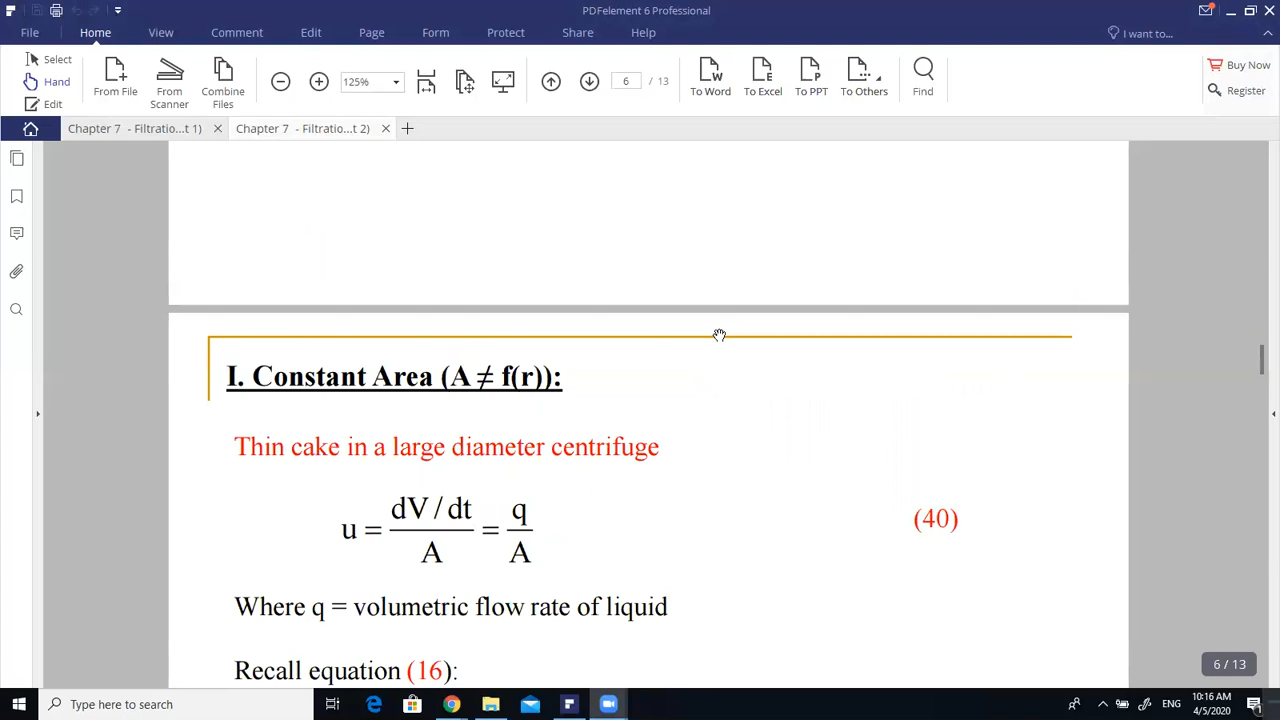 PDFelement 6 Professional
File Home View Comment Edit Page Form Protect Share Help I want to...
Select
Hand
Edit
From File
From Scanner
Combine Files
125%
6 / 13
To Word
To Excel
To PPT
To Others
Find
Buy Now
Register
Chapter 7 - Filtratio...t 1)
Chapter 7 - Filtratio...t 2)
I. Constant Area (A ≠ f(r)):
Thin cake in a large diameter centrifuge
u = dV / dt / A = q / A (40)
Where q = volumetric flow rate of liquid
Recall equation (16):
6 / 13
Type here to search
ENG
10:16 AM
4/5/2020